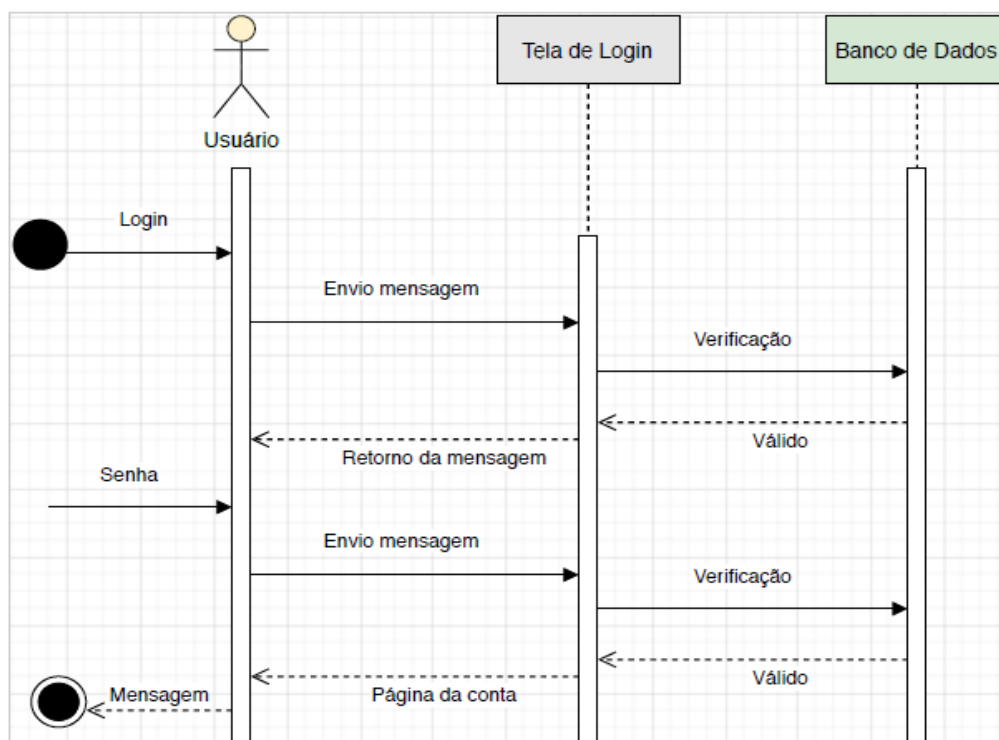 Usuário
Tela de Login
Banco de Dados
Login
Envio mensagem
Verificação
Válido
Retorno da mensagem
Senha
Envio mensagem
Verificação
Válido
Página da conta
Mensagem